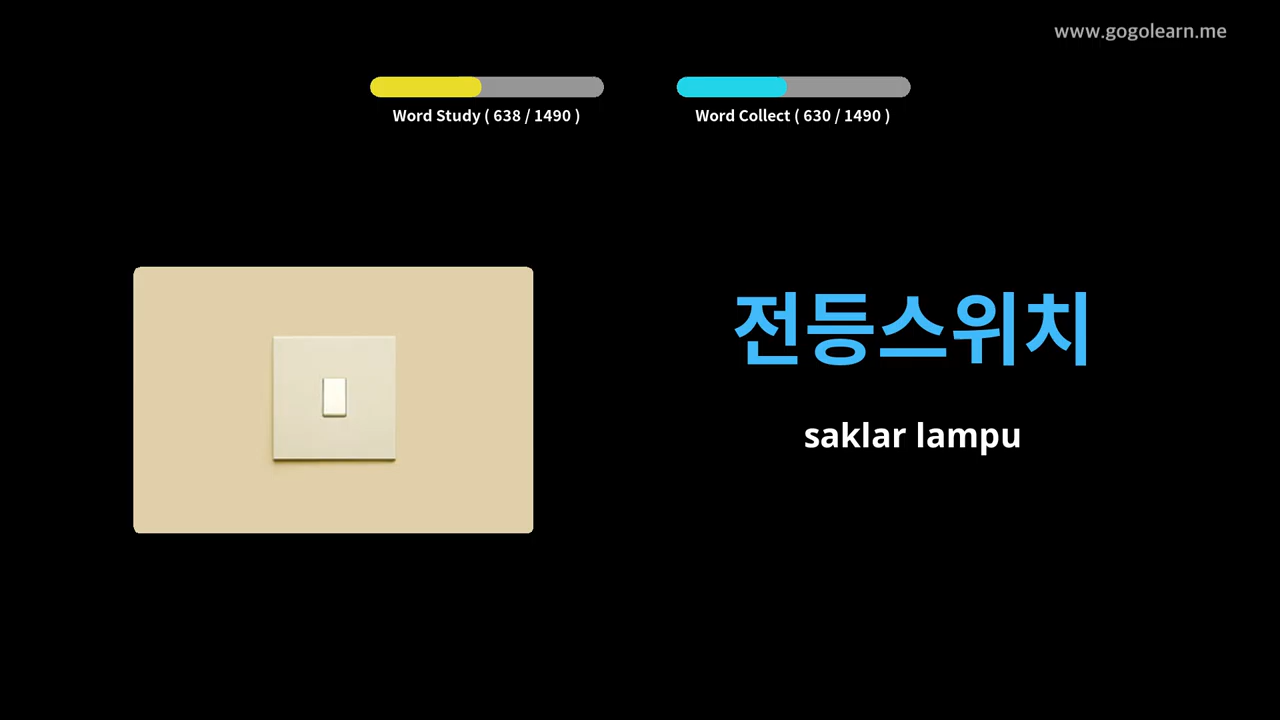 www.gogolearn.me
Word Study ( 638 / 1490 )
Word Collect ( 630 / 1490 )
전등스위치
saklar lampu